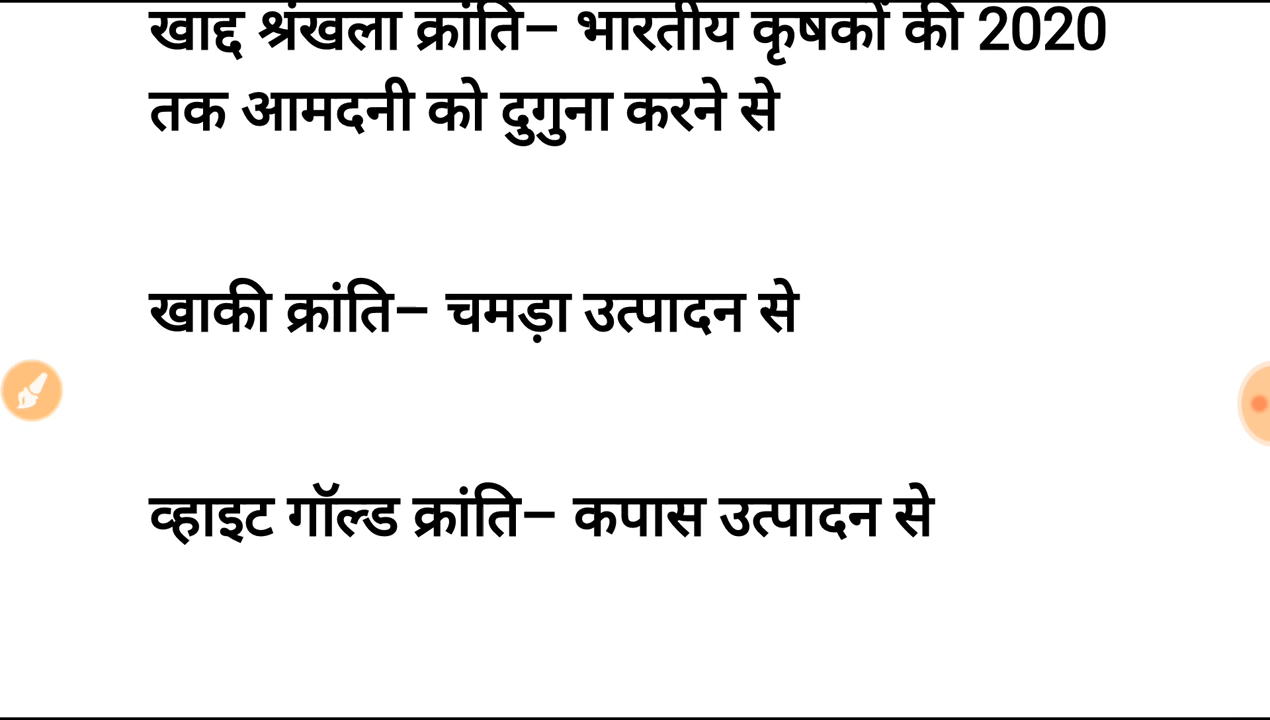 खाद्द श्रंखला क्रांति– भारतीय कृषकों की 2020
तक आमदनी को दुगुना करने से
खाकी क्रांति– चमड़ा उत्पादन से
व्हाइट गॉल्ड क्रांति– कपास उत्पादन से